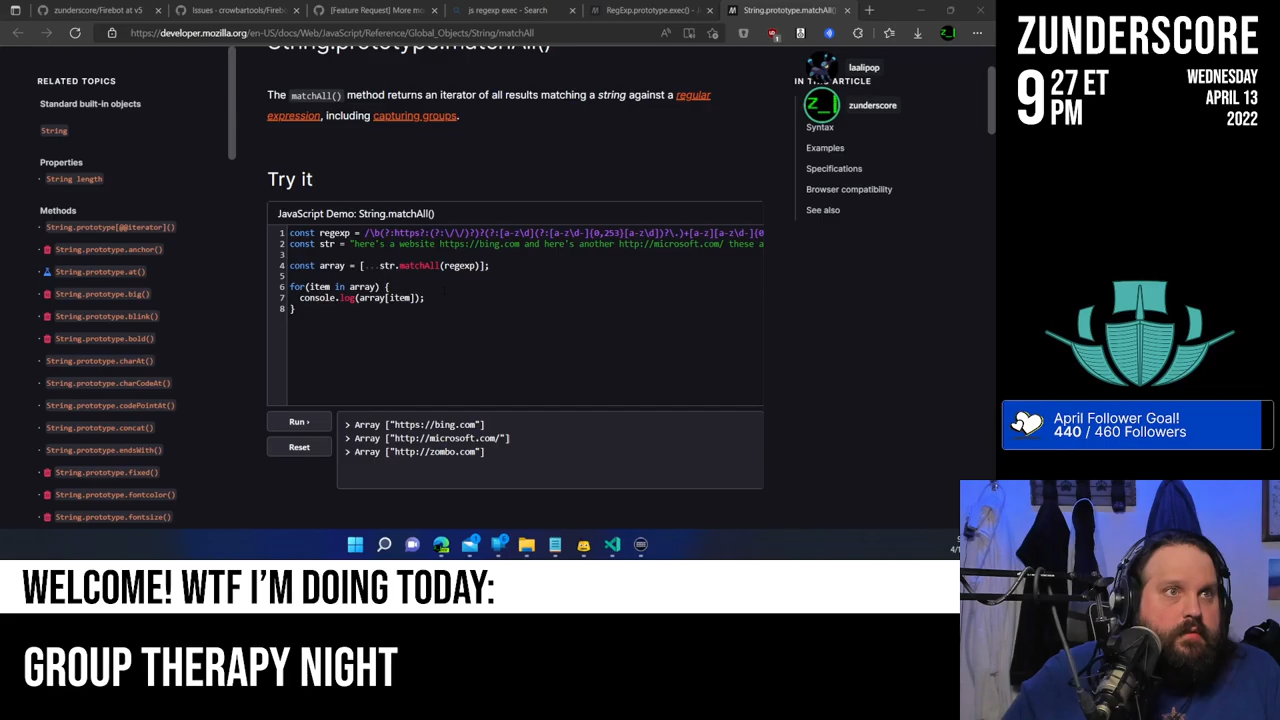 zunderscore/Firebot at v5
Issues · crowbartools/Firebo
[Feature Request] More m
js regexp exec - Search
RegExp.prototype.exec() -
String.prototype.matchAll()
https://developer.mozilla.org/en-US/docs/Web/JavaScript/Reference/Global_Objects/String/matchAll
String.prototype.matchAll()
RELATED TOPICS
Standard built-in objects
String
Properties
String length
Methods
String.prototype[@@iterator]()
String.prototype.anchor()
String.prototype.at()
String.prototype.big()
String.prototype.blink()
String.prototype.bold()
String.prototype.charAt()
String.prototype.charCodeAt()
String.prototype.codePointAt()
String.prototype.concat()
String.prototype.endsWith()
String.prototype.fixed()
String.prototype.fontcolor()
String.prototype.fontsize()
The matchAll() method returns an iterator of all results matching a string against a regular
expression, including capturing groups.
Try it
JavaScript Demo: String.matchAll()
1 const regexp = /\b(?:https?:(?:\/\/)?)?(?:[a-z\d](?:[a-z\d-]{0,253}[a-z\d])?\.)+[a-z][a-z\d-]{0
2 const str = "here's a website https://bing.com and here's another http://microsoft.com/ these a
3
4 const array = [...str.matchAll(regexp)];
5
6 for(item in array) {
7 console.log(array[item]);
8 }
Run ›
Reset
> Array ["https://bing.com"]
> Array ["http://microsoft.com/"]
> Array ["http://zombo.com"]
laalipop
IN THIS ARTICLE
z_|
zunderscore
Syntax
Examples
Specifications
Browser compatibility
See also
ZUNDERSCORE
9 27 ET
PM
WEDNESDAY
APRIL 13
2022
April Follower Goal!
440 / 460 Followers
WELCOME! WTF I'M DOING TODAY:
GROUP THERAPY NIGHT